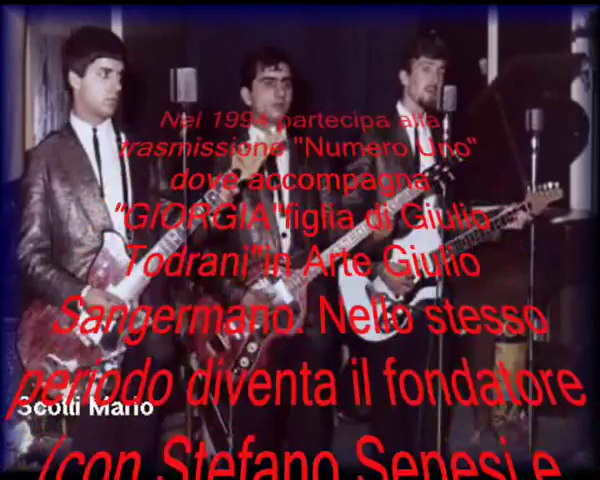 Nel 1994 partecipa alla
trasmissione "Numero Uno"
dove accompagna
"GIORGIA"figlia di Giulio
Todrani"in Arte Giulio
Sangermano. Nello stesso
periodo diventa il fondatore
Scotti Mario
(con Stefano Senesi e